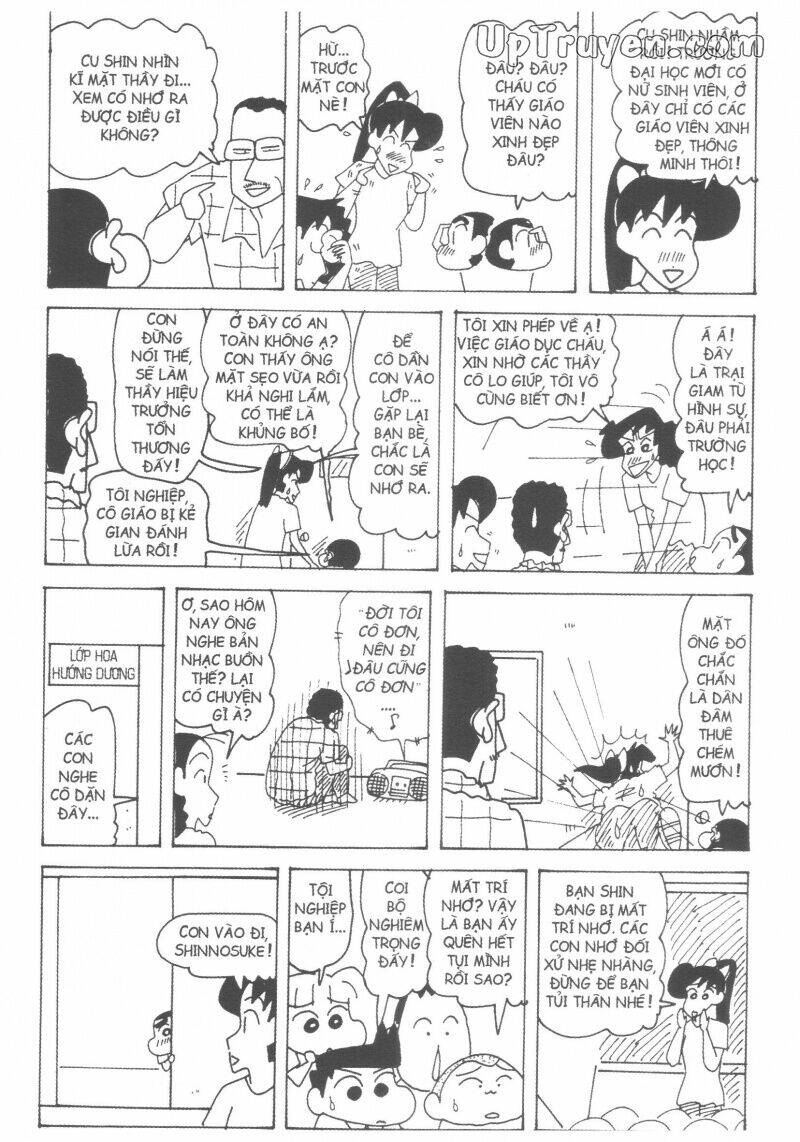 UpTruyen.com
CU SHIN NHẦM
RỒI! TRƯỜNG
ĐẠI HỌC MỚI CÓ
NỮ SINH VIÊN, Ở
ĐÂY CHỈ CÓ CÁC
GIÁO VIÊN XINH
ĐẸP, THÔNG
MINH THÔI!
ĐÂU? ĐÂU?
CHÁU CÓ
THẤY GIÁO
VIÊN NÀO
XINH ĐẸP
ĐÂU?
HỪ...
TRƯỚC
MẶT CON
NÈ!
CU SHIN NHÌN
KĨ MẶT THẦY ĐI...
XEM CÓ NHỚ RA
ĐƯỢC ĐIỀU GÌ
KHÔNG?
Á Á!
ĐÂY
LÀ TRẠI
GIAM TÙ
HÌNH SỰ,
ĐÂU PHẢI
TRƯỜNG
HỌC!
TÔI XIN PHÉP VỀ Ạ!
VIỆC GIÁO DỤC CHÁU,
XIN NHỜ CÁC THẦY
CÔ LO GIÚP, TÔI VÔ
CÙNG BIẾT ƠN!
ĐỂ
CÔ DẪN
CON VÀO
LỚP...
GẶP LẠI
BẠN BÈ,
CHẮC LÀ
CON SẼ
NHỚ RA.
Ở ĐÂY CÓ AN
TOÀN KHÔNG Ạ?
CON THẤY ÔNG
MẶT SẸO VỪA RỒI
KHẢ NGHI LẮM,
CÓ THỂ LÀ
KHỦNG BỐ!
CON
ĐỪNG
NÓI THẾ,
SẼ LÀM
THẦY HIỆU
TRƯỞNG
TỔN
THƯƠNG
ĐẤY!
TỘI NGHIỆP,
CÔ GIÁO BỊ KẺ
GIAN ĐÁNH
LỪA RỒI!
MẶT
ÔNG ĐÓ
CHẮC
CHẮN
LÀ DÂN
ĐÂM
THUÊ
CHÉM
MƯỚN!
"ĐỜI TÔI
CÔ ĐƠN,
NÊN ĐI
ĐÂU CŨNG
CÔ ĐƠN"
....
Ơ, SAO HÔM
NAY ÔNG
NGHE BẢN
NHẠC BUỒN
THẾ? LẠI
CÓ CHUYỆN
GÌ À?
LỚP HOA
HƯỚNG DƯƠNG
CÁC
CON
NGHE
CÔ DẶN
ĐÂY...
BẠN SHIN
ĐANG BỊ MẤT
TRÍ NHỚ. CÁC
CON NHỚ ĐỐI
XỬ NHẸ NHÀNG,
ĐỪNG ĐỂ BẠN
TỦI THÂN NHÉ!
MẤT TRÍ
NHỚ? VẬY
LÀ BẠN ẤY
QUÊN HẾT
TỤI MÌNH
RỒI SAO?
COI
BỘ
NGHIÊM
TRỌNG
ĐẤY!
TỘI
NGHIỆP
BẠN Í...
CON VÀO ĐI,
SHINNOSUKE!